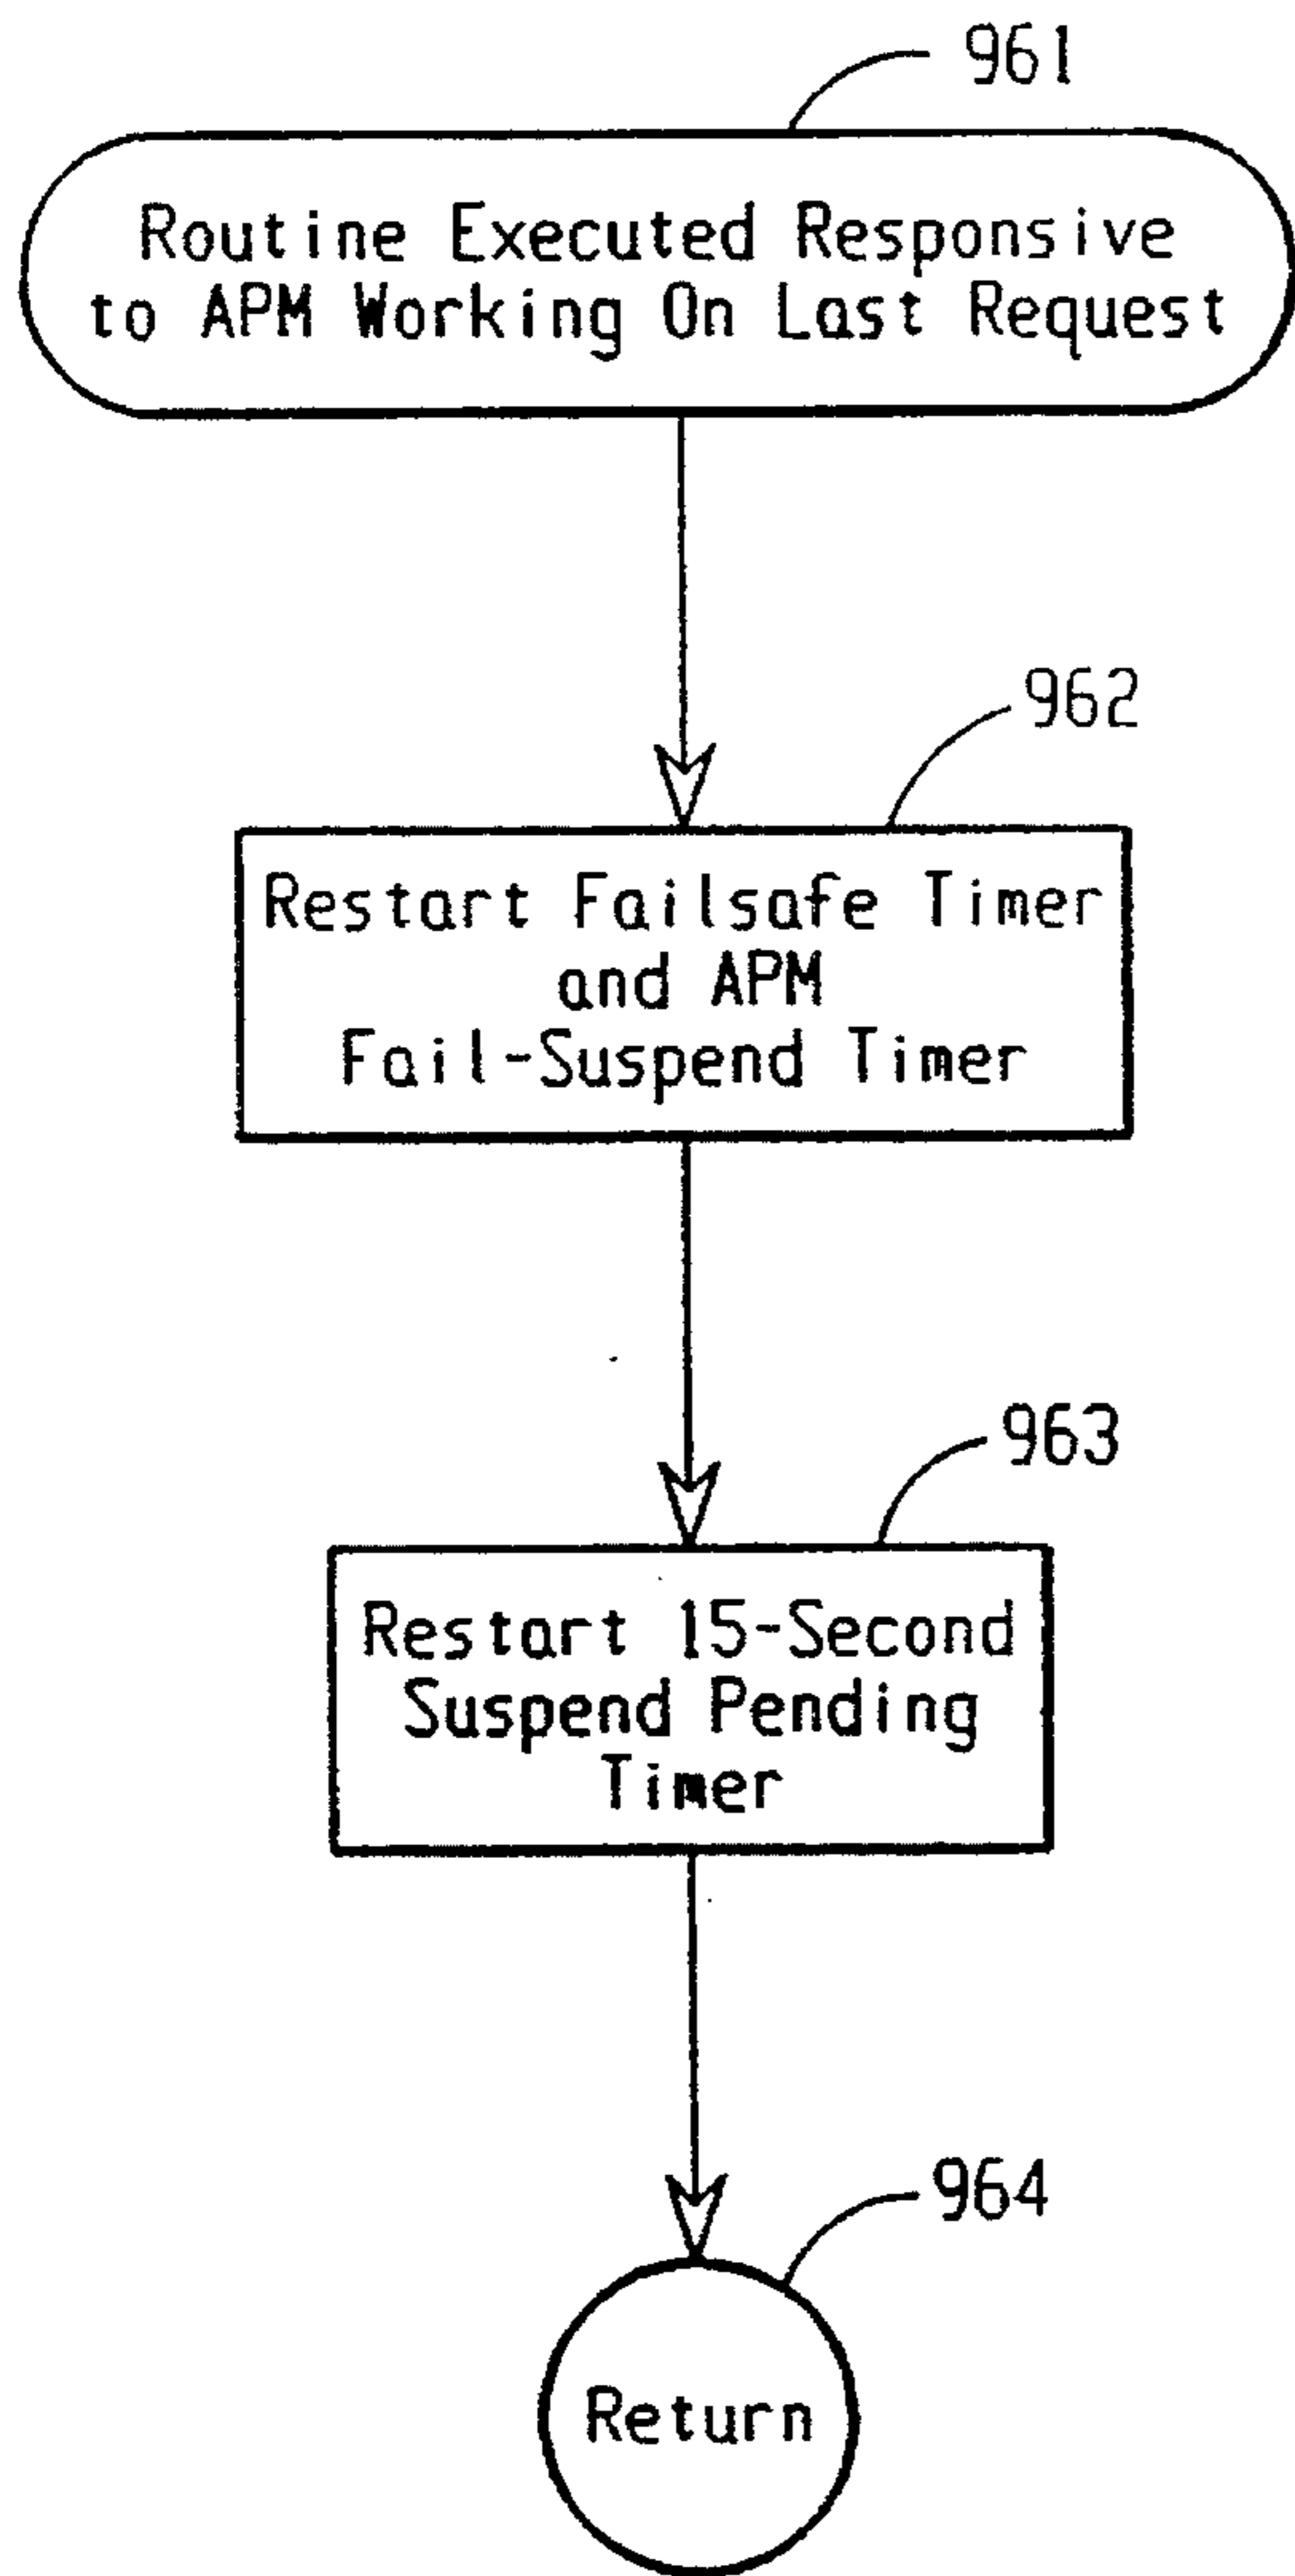 961
Routine Executed Responsive
to APM Working On Last Request
962
Restart Failsafe Timer
and APM
Fail-Suspend Timer
963
Restart 15-Second
Suspend Pending
Timer
964
Return